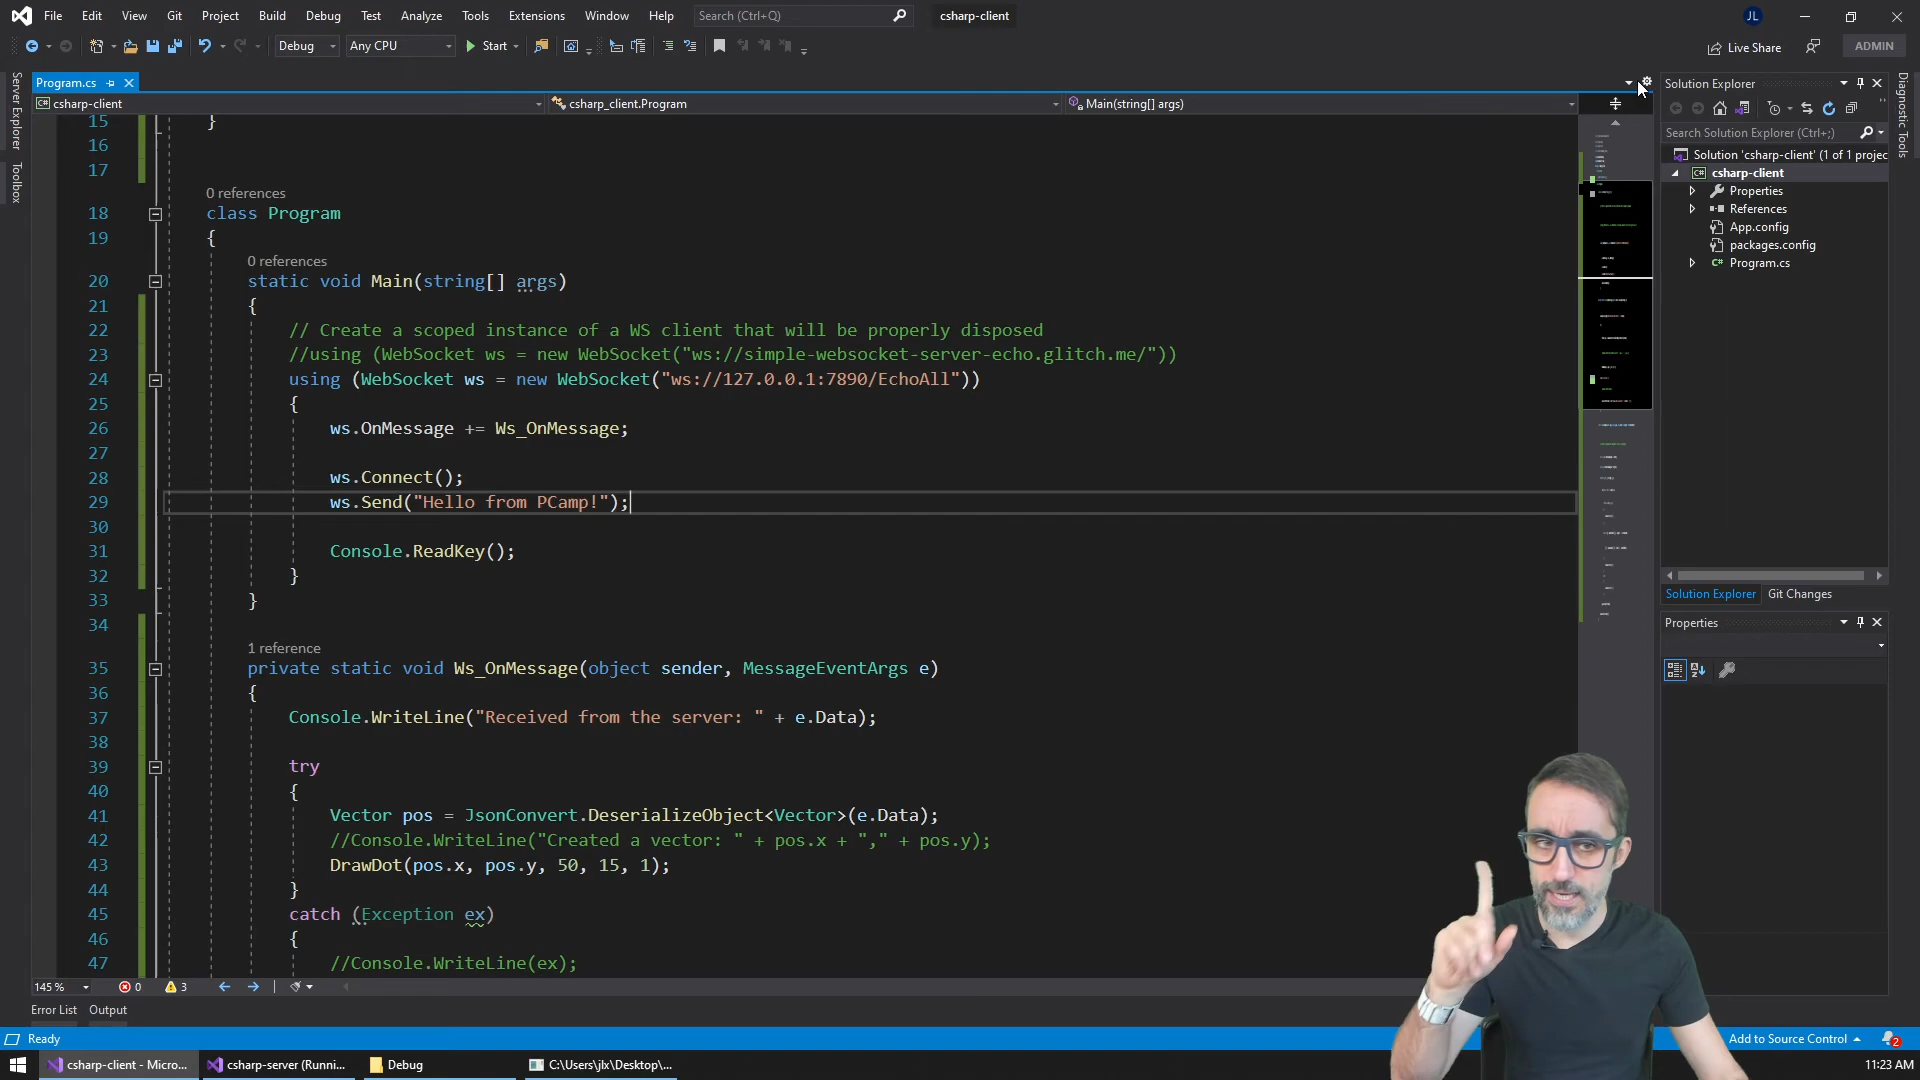 File Edit View Git Project Build Debug Test Analyze Tools Extensions Window Help Search (Ctrl+Q) csharp-client JL
Debug Any CPU Start Live Share ADMIN
Server Explorer
Toolbox
Program.cs
csharp-client csharp_client.Program Main(string[] args)
15 }
16
17
0 references
18 class Program
19 {
0 references
20 static void Main(string[] args)
21 {
22 // Create a scoped instance of a WS client that will be properly disposed
23 //using (WebSocket ws = new WebSocket("ws://simple-websocket-server-echo.glitch.me/"))
24 using (WebSocket ws = new WebSocket("ws://127.0.0.1:7890/EchoAll"))
25 {
26 ws.OnMessage += Ws_OnMessage;
27
28 ws.Connect();
29 ws.Send("Hello from PCamp!");
30
31 Console.ReadKey();
32 }
33 }
34
1 reference
35 private static void Ws_OnMessage(object sender, MessageEventArgs e)
36 {
37 Console.WriteLine("Received from the server: " + e.Data);
38
39 try
40 {
41 Vector pos = JsonConvert.DeserializeObject<Vector>(e.Data);
42 //Console.WriteLine("Created a vector: " + pos.x + "," + pos.y);
43 DrawDot(pos.x, pos.y, 50, 15, 1);
44 }
45 catch (Exception ex)
46 {
47 //Console.WriteLine(ex);
145 % 0 3
Error List Output
Ready
Solution Explorer
Search Solution Explorer (Ctrl+;)
Solution 'csharp-client' (1 of 1 projec
csharp-client
Properties
References
App.config
packages.config
Program.cs
Solution Explorer Git Changes
Properties
Diagnostic Tools
Add to Source Control 2
csharp-client - Micro... csharp-server (Runni... Debug C:\Users\jlx\Desktop\... 11:23 AM